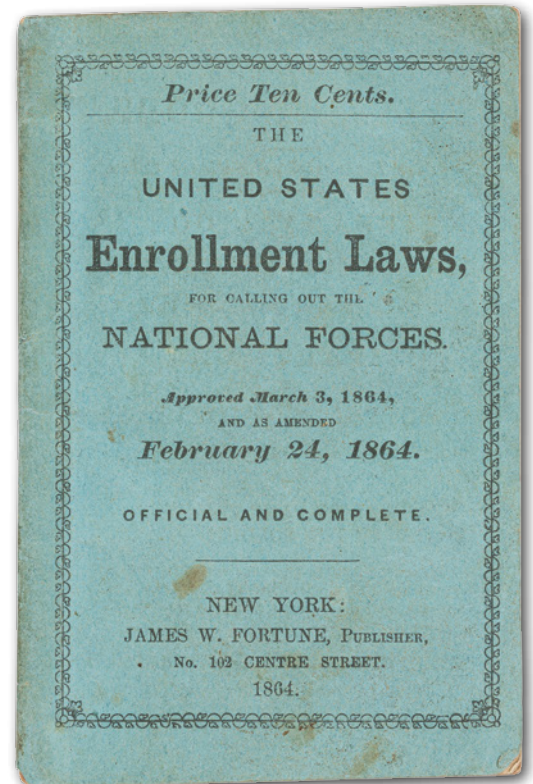 Price Ten Cents.
THE
UNITED STATES
Enrollment Laws,
FOR CALLING OUT THE
NATIONAL FORCES.
Approved March 3, 1864,
AND AS AMENDED
February 24, 1864.
OFFICIAL AND COMPLETE.
NEW YORK:
JAMES W. FORTUNE, PUBLISHER,
No. 102 CENTRE STREET.
1864.